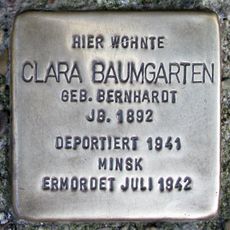 HIER WOHNTE
CLARA BAUMGARTEN
GEB. BERNHARDT
JG. 1892
DEPORTIERT 1941
MINSK
ERMORDET JULI 1942